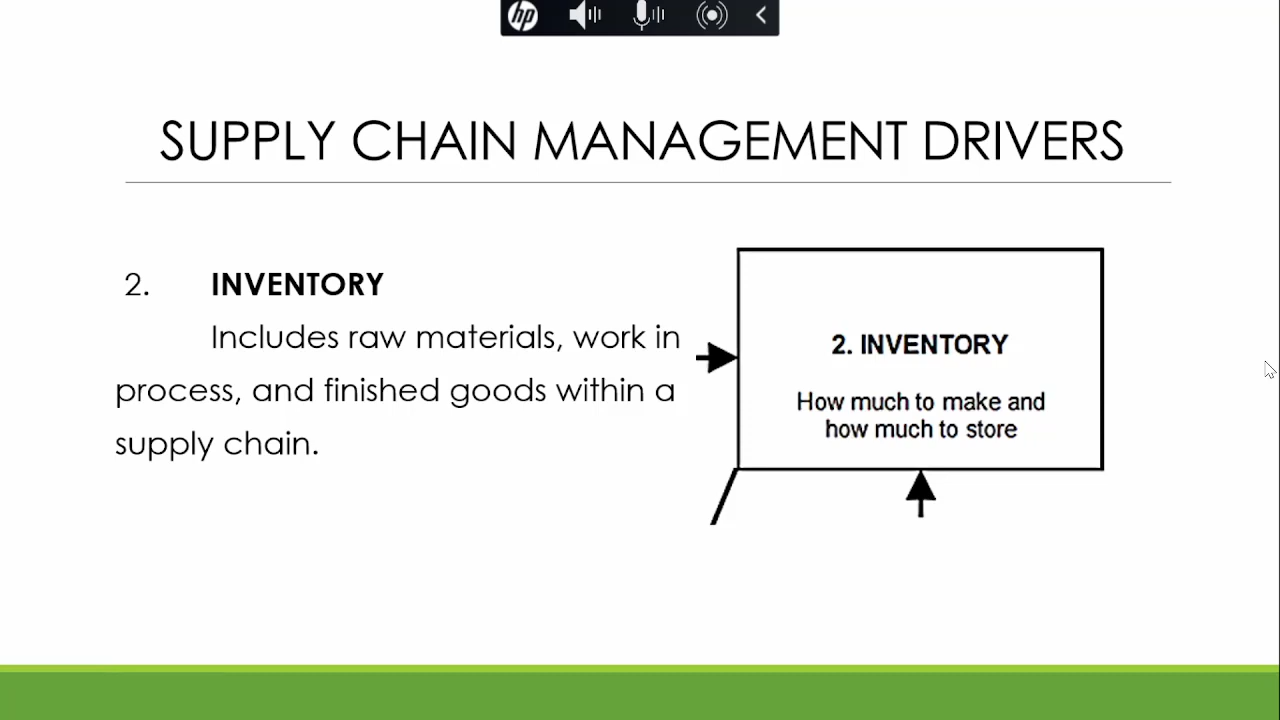 hp
SUPPLY CHAIN MANAGEMENT DRIVERS
2. INVENTORY
Includes raw materials, work in
process, and finished goods within a
supply chain.
2. INVENTORY
How much to make and
how much to store